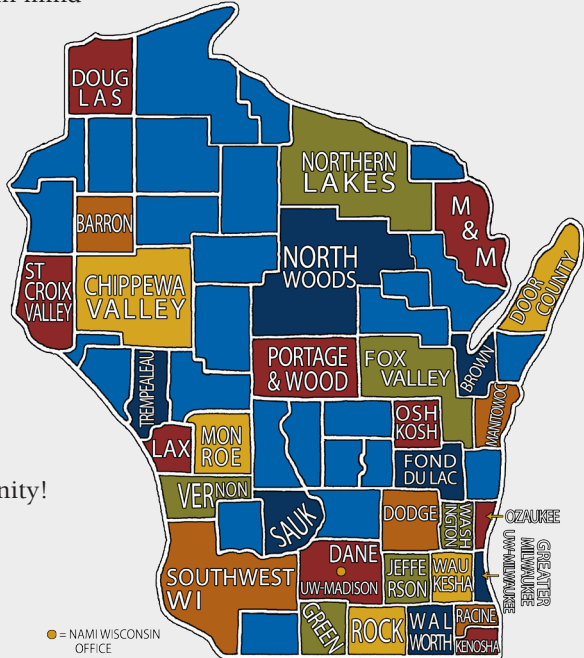 DOUG
LAS
NORTHERN
LAKES
BARRON
M
& M
NORTH
WOODS
ST
CROIX
VALLEY
CHIPPEWA
VALLEY
DOOR
COUNTY
TREMPEALEAU
PORTAGE
& WOOD
FOX
VALLEY
BROWN
MANITOWOC
LAX
MON
ROE
OSH
KOSH
FOND
DU LAC
nity!
VERNON
SAUK
DODGE
WASH
INGTON
OZAUKEE
SOUTHWEST
WI
DANE
UW-MADISON
JEFFE
RSON
WAU
KESHA
GREATER
MILWAUKEE
UW-MILWAUKEE
GREEN
ROCK
WAL
WORTH
RACINE
KENOSHA
= NAMI WISCONSIN
OFFICE